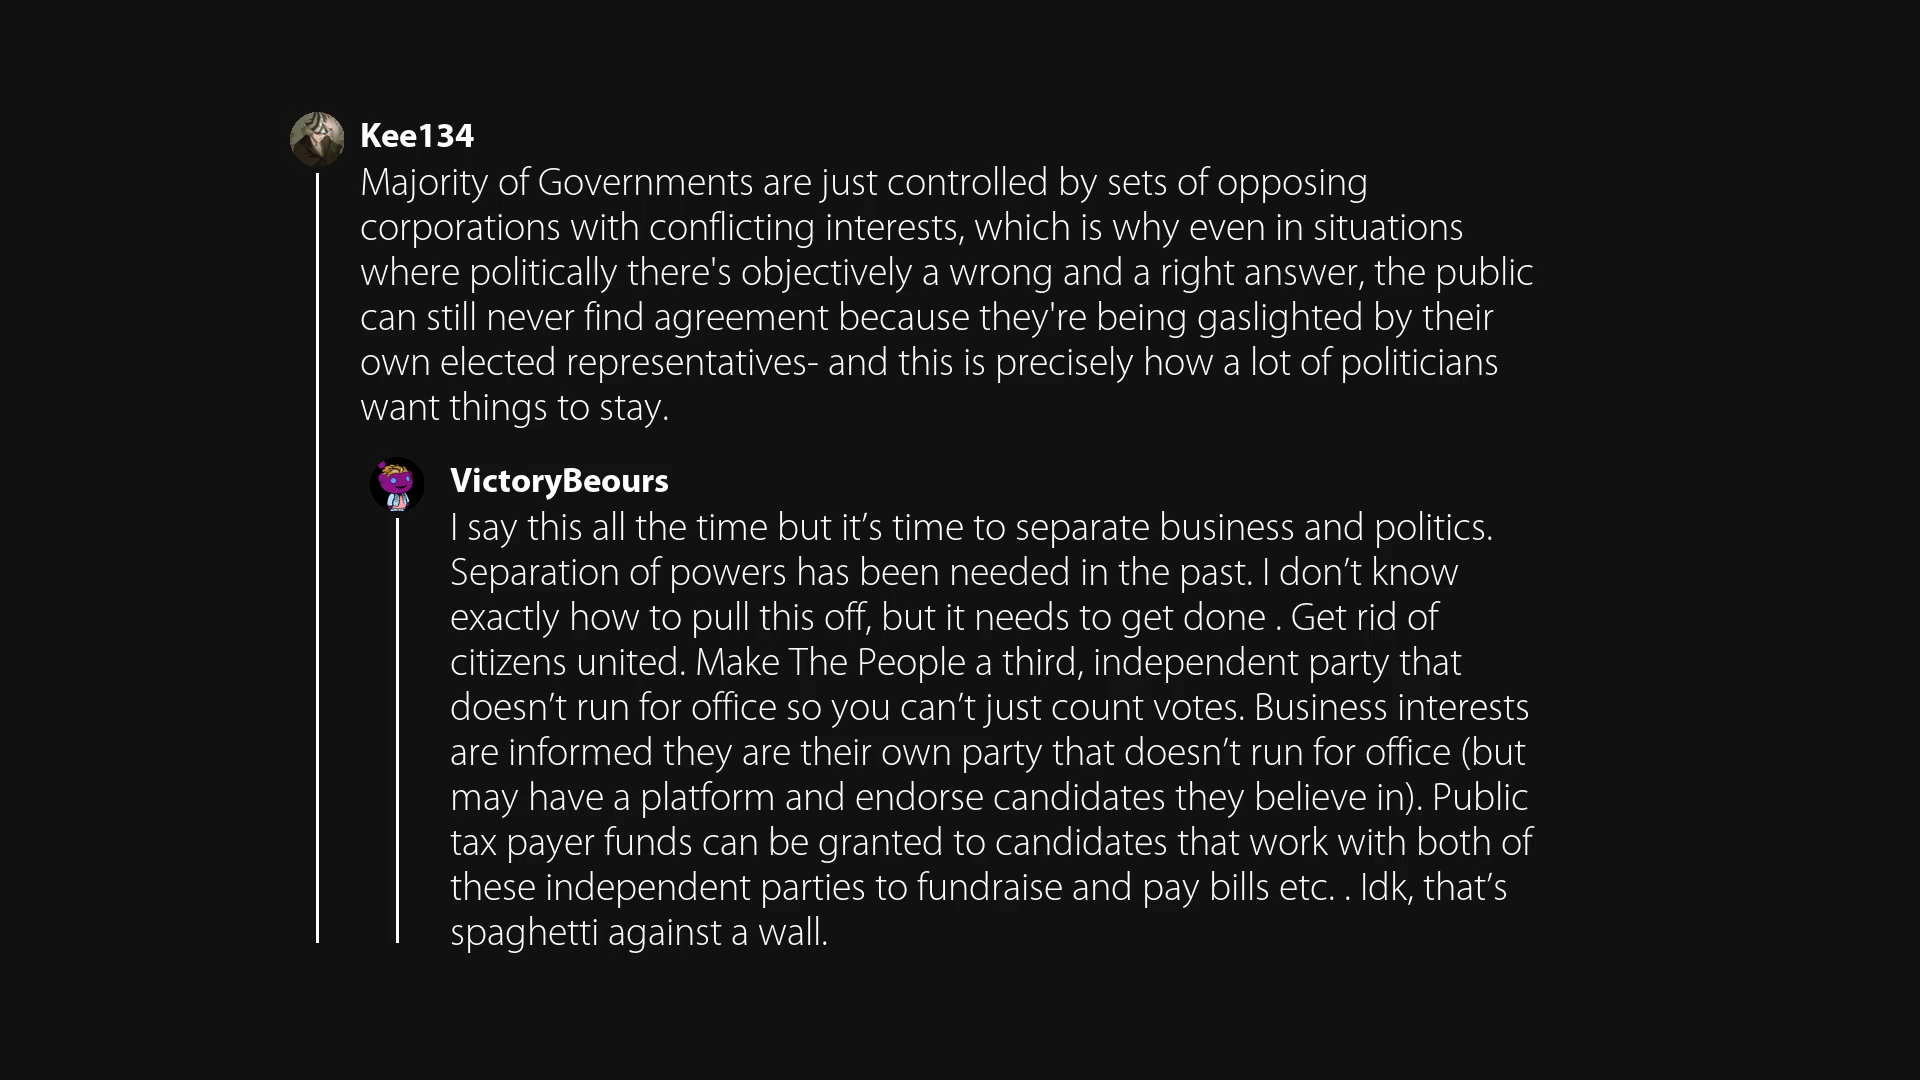 Kee134
Majority of Governments are just controlled by sets of opposing
corporations with conflicting interests, which is why even in situations
where politically there's objectively a wrong and a right answer, the public
can still never find agreement because they're being gaslighted by their
own elected representatives- and this is precisely how a lot of politicians
want things to stay.
VictoryBeours
I say this all the time but it’s time to separate business and politics.
Separation of powers has been needed in the past. I don’t know
exactly how to pull this off, but it needs to get done . Get rid of
citizens united. Make The People a third, independent party that
doesn’t run for office so you can’t just count votes. Business interests
are informed they are their own party that doesn’t run for office (but
may have a platform and endorse candidates they believe in). Public
tax payer funds can be granted to candidates that work with both of
these independent parties to fundraise and pay bills etc. . Idk, that’s
spaghetti against a wall.